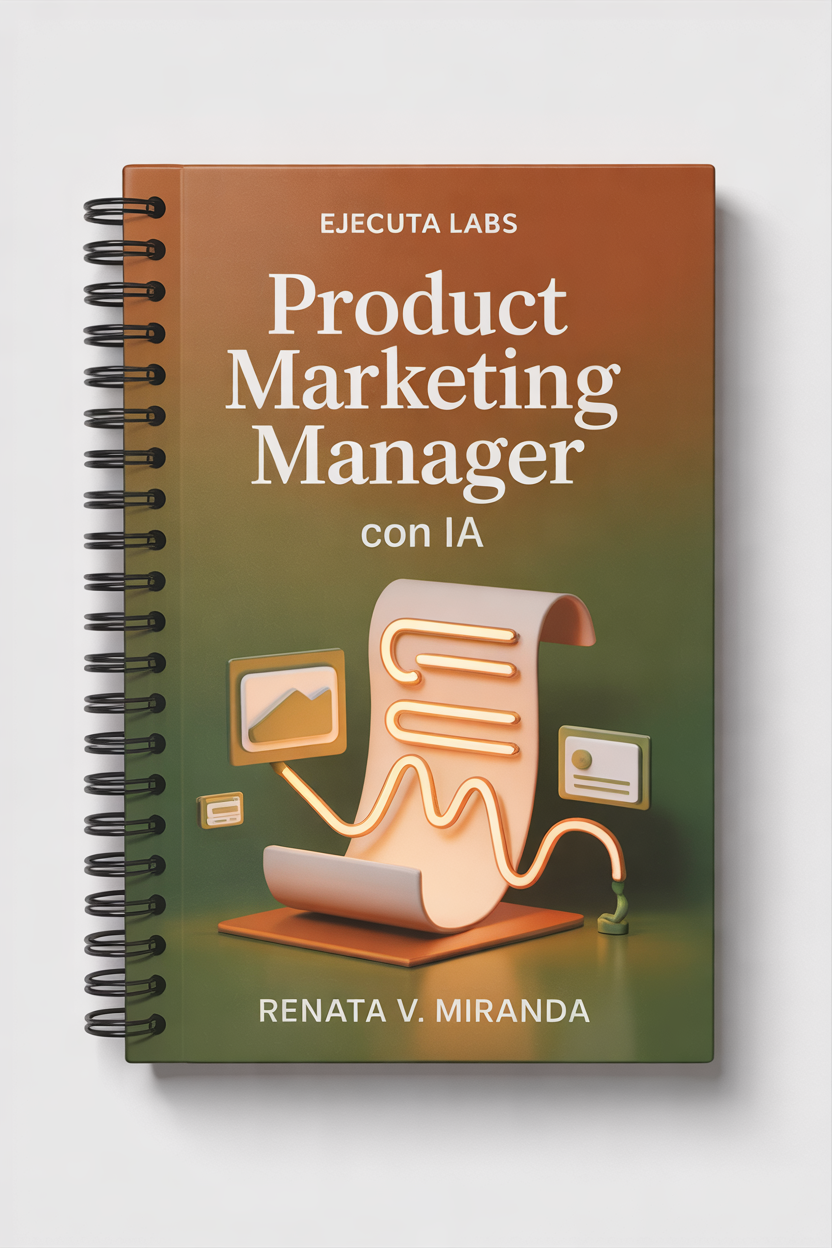 EJECUTA LABS
Product
Marketing
Manager
con IA
RENATA V. MIRANDA